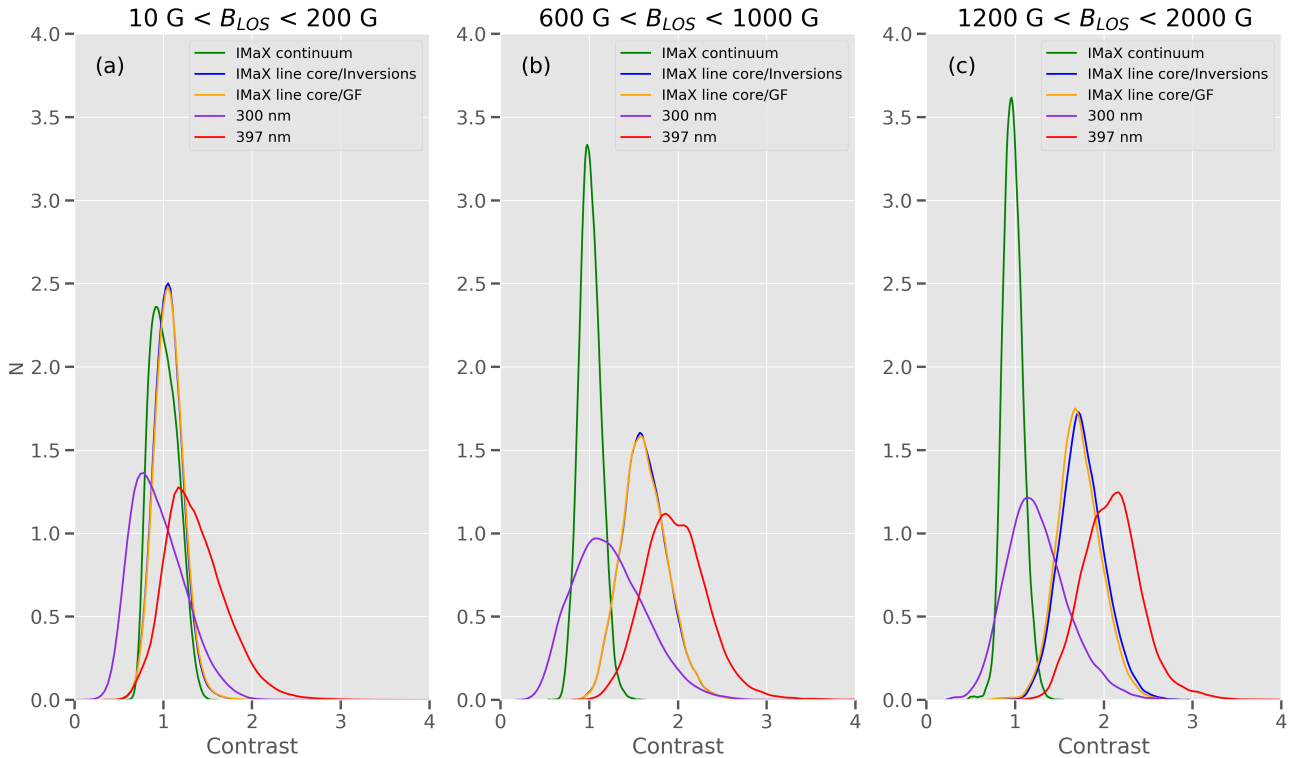 10 G < B_LOS < 200 G
(a)
IMaX continuum
IMaX line core/Inversions
IMaX line core/GF
300 nm
397 nm
4.0
3.5
3.0
2.5
2.0
1.5
1.0
0.5
0.0
N
0 1 2 3 4
Contrast
600 G < B_LOS < 1000 G
(b)
IMaX continuum
IMaX line core/Inversions
IMaX line core/GF
300 nm
397 nm
4.0
3.5
3.0
2.5
2.0
1.5
1.0
0.5
0.0
0 1 2 3 4
Contrast
1200 G < B_LOS < 2000 G
(c)
IMaX continuum
IMaX line core/Inversions
IMaX line core/GF
300 nm
397 nm
4.0
3.5
3.0
2.5
2.0
1.5
1.0
0.5
0.0
0 1 2 3 4
Contrast